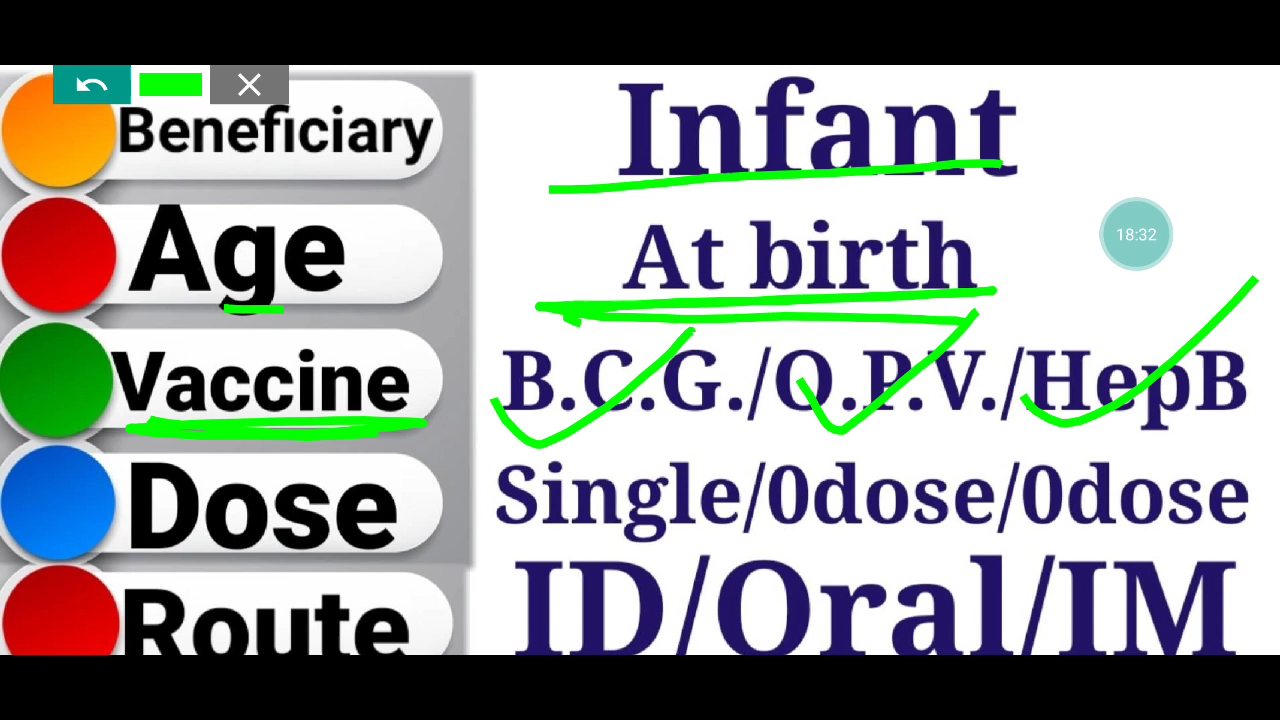 Beneficiary Infant
Age At birth
18:32
Vaccine B.C.G./O.P.V./HepB
Dose Single/0dose/0dose
Route ID/Oral/IM